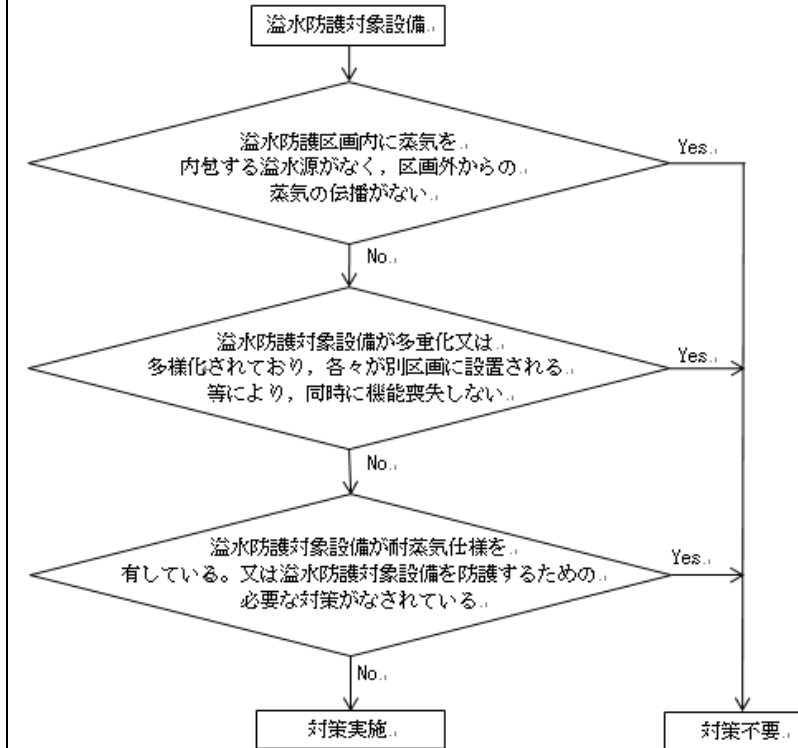 溢水防護対象設備
溢水防護区画内に蒸気を
内包する溢水源がなく，区画外からの
蒸気の伝播がない
Yes
No
溢水防護対象設備が多重化又は
多様化されており，各々が別区画に設置される
等により，同時に機能喪失しない
Yes
No
溢水防護対象設備が耐蒸気仕様を
有している。又は溢水防護対象設備を防護するための
必要な対策がなされている
Yes
No
対策実施
対策不要